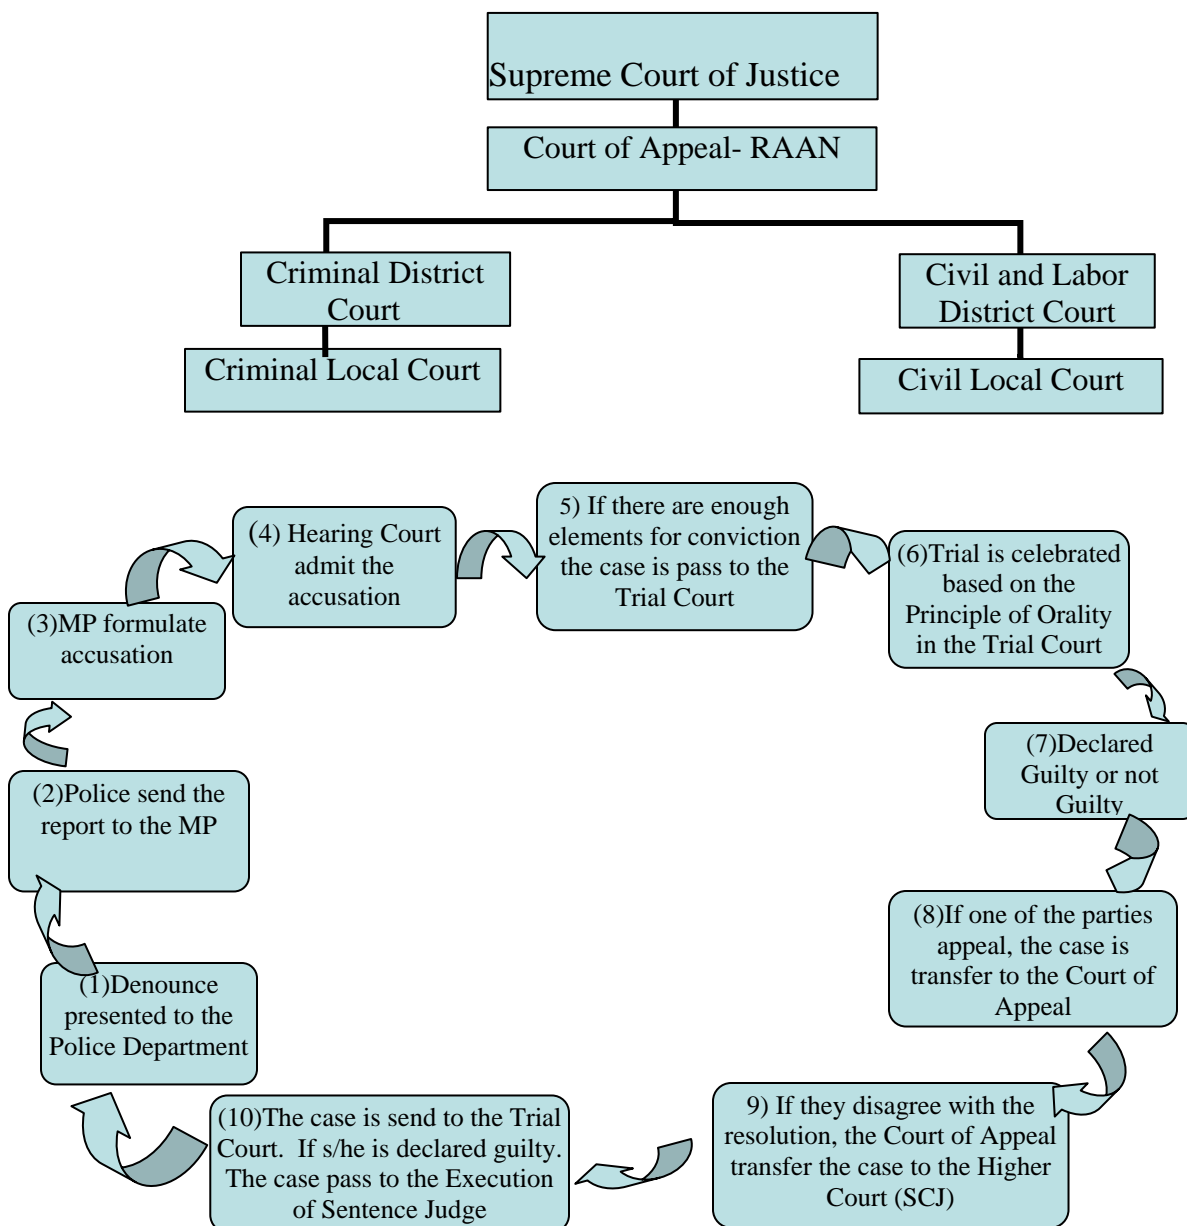 Supreme Court of Justice
Court of Appeal- RAAN
Criminal District
Court
Civil and Labor
District Court
Criminal Local Court
Civil Local Court
(1)Denounce
presented to the
Police Department
(2)Police send the
report to the MP
(3)MP formulate
accusation
(4) Hearing Court
admit the
accusation
5) If there are enough
elements for conviction
the case is pass to the
Trial Court
(6)Trial is celebrated
based on the
Principle of Orality
in the Trial Court
(7)Declared
Guilty or not
Guilty
(8)If one of the parties
appeal, the case is
transfer to the Court of
Appeal
9) If they disagree with the
resolution, the Court of Appeal
transfer the case to the Higher
Court (SCJ)
(10)The case is send to the Trial
Court.  If s/he is declared guilty.
The case pass to the Execution
of Sentence Judge